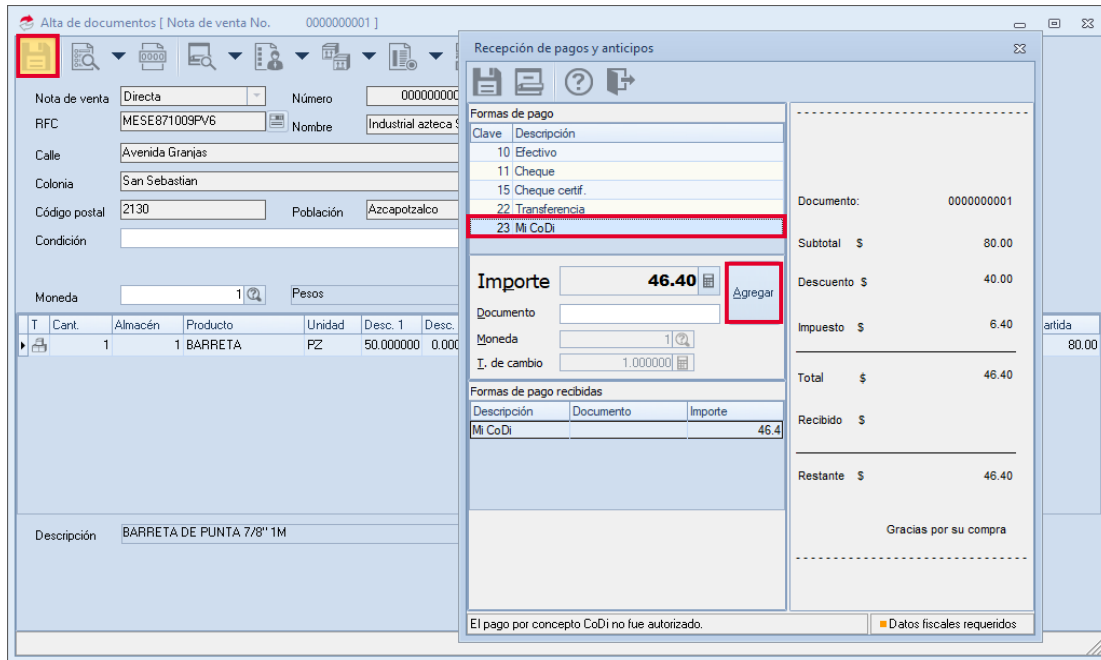 Alta de documentos [ Nota de venta No. 0000000001 ]
0000
Nota de venta Directa Número 000000000
RFC MESE871009PV6 Nombre Industrial azteca
Calle Avenida Granjas
Colonia San Sebastian
Código postal 2130 Población Azcapotzalco
Condición
Moneda 1 Pesos
T Cant. Almacén Producto Unidad Desc. 1 Desc. artida
1 1 BARRETA PZ 50.000000 0.000 80.00
Descripción BARRETA DE PUNTA 7/8" 1M
Recepción de pagos y anticipos
Formas de pago
Clave Descripción
10 Efectivo
11 Cheque
15 Cheque certif.
22 Transferencia
23 Mi CoDi
Importe 46.40 Agregar
Documento
Moneda 1
T. de cambio 1.000000
Formas de pago recibidas
Descripción Documento Importe
Mi CoDi 46.4
Documento: 0000000001
Subtotal $ 80.00
Descuento $ 40.00
Impuesto $ 6.40
Total $ 46.40
Recibido $
Restante $ 46.40
Gracias por su compra
El pago por concepto CoDi no fue autorizado. Datos fiscales requeridos